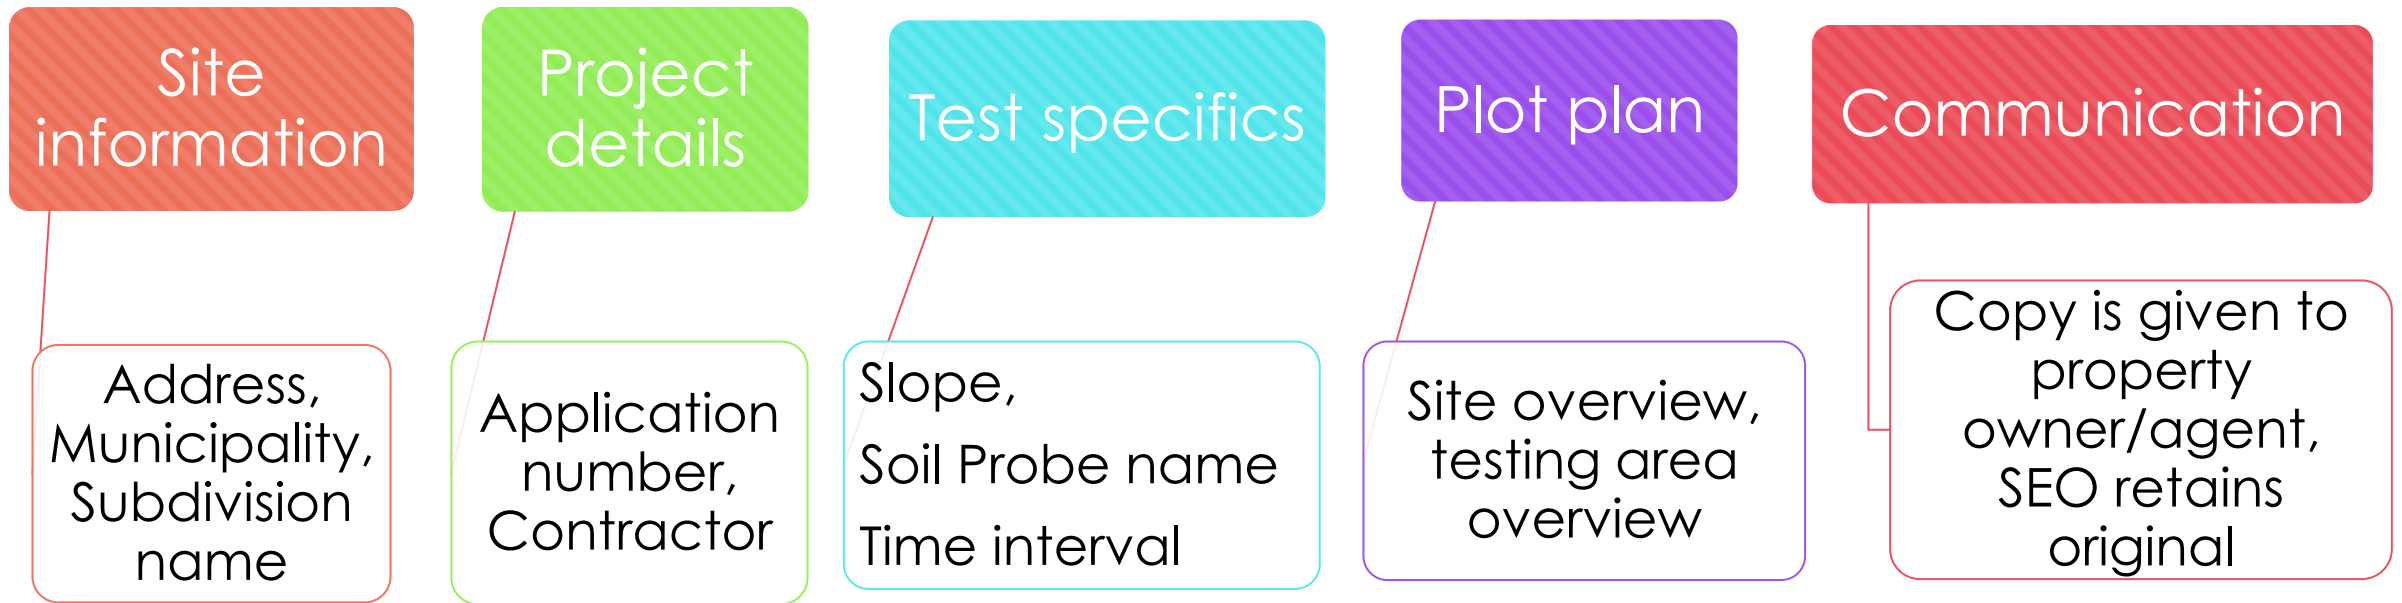 Site
information
Address,
Municipality,
Subdivision
name
Project
details
Application
number,
Contractor
Test specifics
Slope,
Soil Probe name
Time interval
Plot plan
Site overview,
testing area
overview
Communication
Copy is given to
property
owner/agent,
SEO retains
original